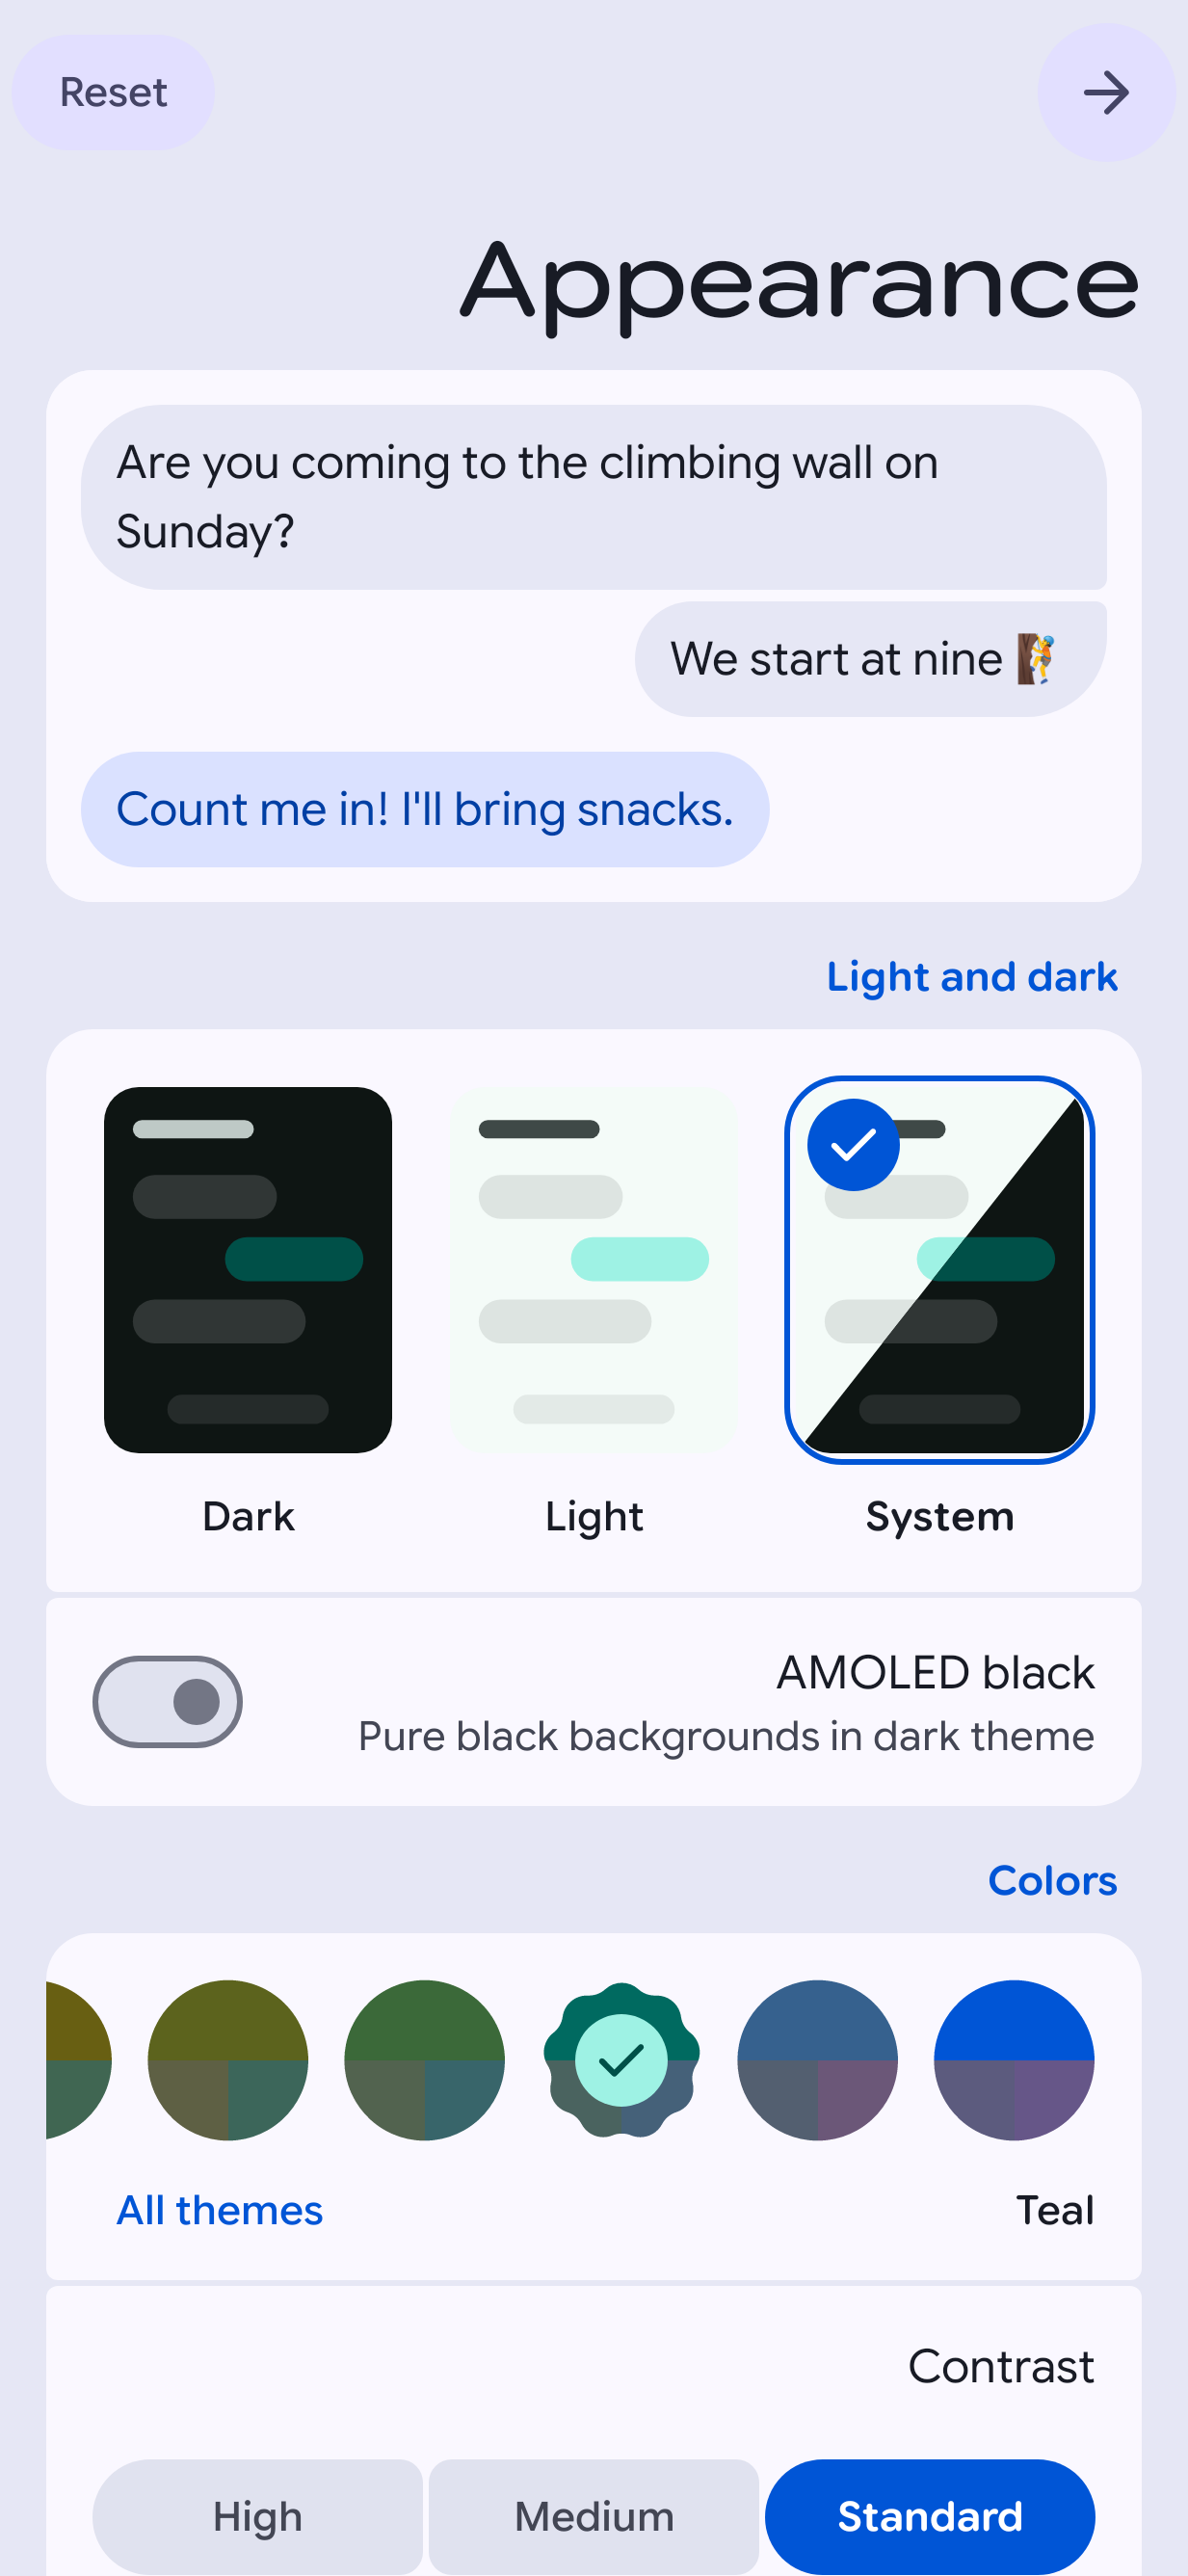 Reset
Appearance
Are you coming to the climbing wall on
Sunday?
We start at nine 🧗
Count me in! I'll bring snacks.
Light and dark
Dark
Light
System
AMOLED black
Pure black backgrounds in dark theme
Colors
All themes
Teal
Contrast
High
Medium
Standard